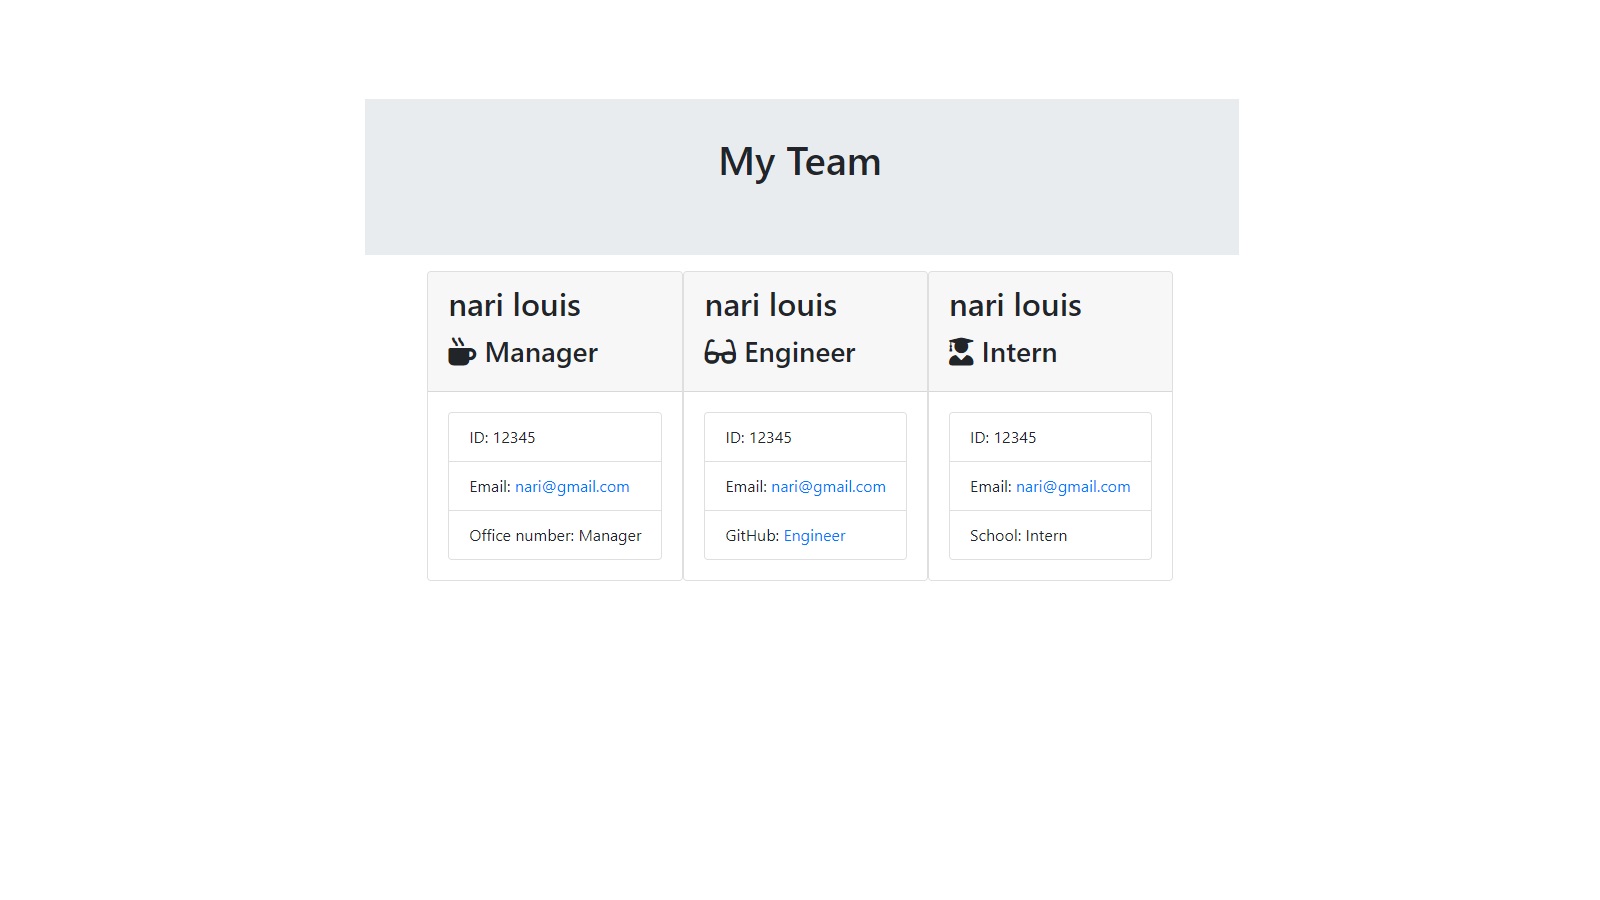 My Team
nari louis
Manager
ID: 12345
Email: nari@gmail.com
Office number: Manager
nari louis
Engineer
ID: 12345
Email: nari@gmail.com
GitHub: Engineer
nari louis
Intern
ID: 12345
Email: nari@gmail.com
School: Intern